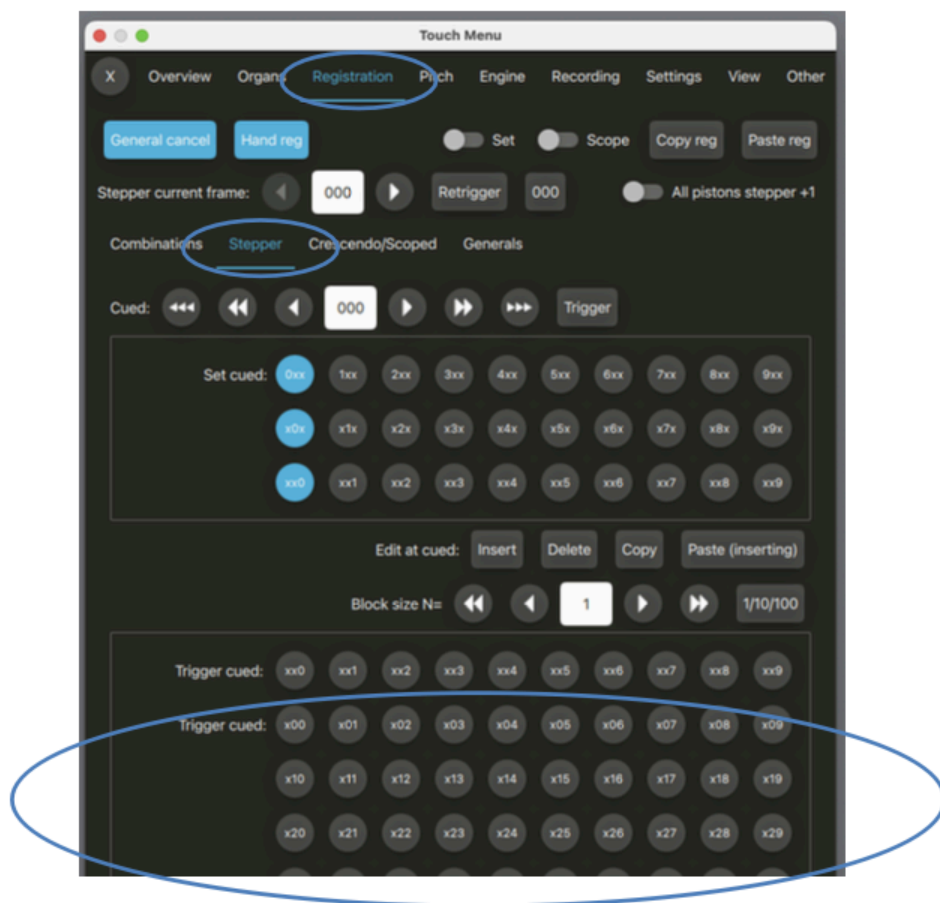 Touch Menu
X Overview Organs Registration Pitch Engine Recording Settings View Other
General cancel Hand reg Set Scope Copy reg Paste reg
Stepper current frame: 000 Retrigger 000 All pistons stepper +1
Combinations Stepper Crescendo/Scoped Generals
Cued: 000 Trigger
Set cued: 0xx 1xx 2xx 3xx 4xx 5xx 6xx 7xx 8xx 9xx
x0x x1x x2x x3x x4x x5x x6x x7x x8x x9x
xx0 xx1 xx2 xx3 xx4 xx5 xx6 xx7 xx8 xx9
Edit at cued: Insert Delete Copy Paste (inserting)
Block size N= 1 1/10/100
Trigger cued: xx0 xx1 xx2 xx3 xx4 xx5 xx6 xx7 xx8 xx9
Trigger cued: x00 x01 x02 x03 x04 x05 x06 x07 x08 x09
x10 x11 x12 x13 x14 x15 x16 x17 x18 x19
x20 x21 x22 x23 x24 x25 x26 x27 x28 x29